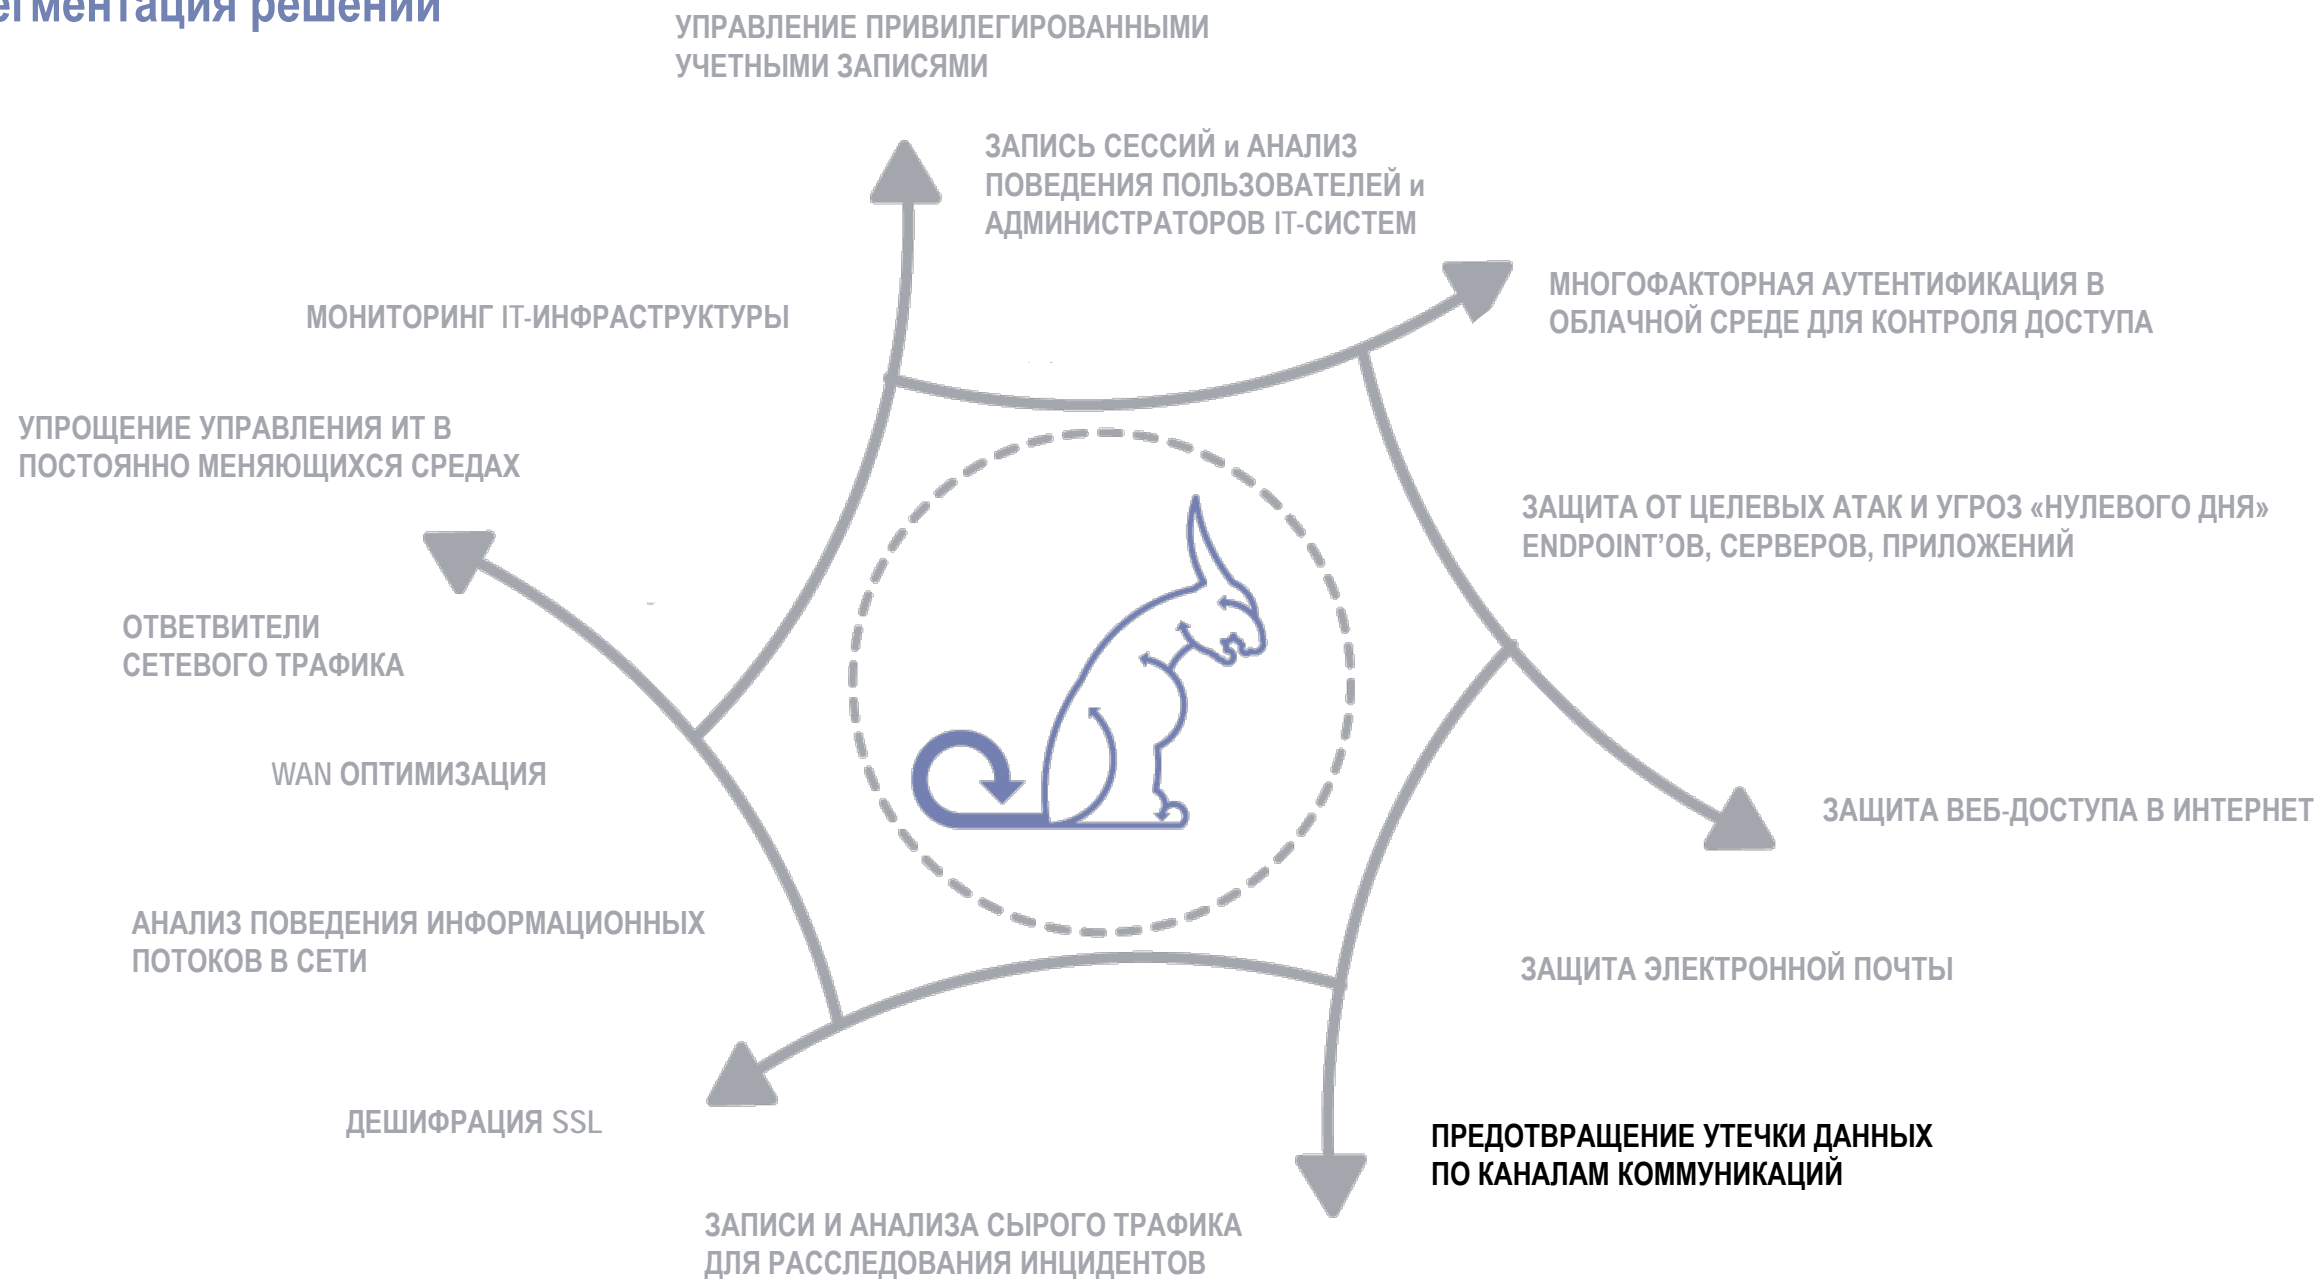 егментация решений
УПРАВЛЕНИЕ ПРИВИЛЕГИРОВАННЫМИ
УЧЕТНЫМИ ЗАПИСЯМИ
ЗАПИСЬ СЕССИЙ и АНАЛИЗ
ПОВЕДЕНИЯ ПОЛЬЗОВАТЕЛЕЙ и
АДМИНИСТРАТОРОВ IT-СИСТЕМ
МНОГОФАКТОРНАЯ АУТЕНТИФИКАЦИЯ В
ОБЛАЧНОЙ СРЕДЕ ДЛЯ КОНТРОЛЯ ДОСТУПА
МОНИТОРИНГ IT-ИНФРАСТРУКТУРЫ
УПРОЩЕНИЕ УПРАВЛЕНИЯ ИТ В
ПОСТОЯННО МЕНЯЮЩИХСЯ СРЕДАХ
ЗАЩИТА ОТ ЦЕЛЕВЫХ АТАК И УГРОЗ «НУЛЕВОГО ДНЯ»
ENDPOINT’ОВ, СЕРВЕРОВ, ПРИЛОЖЕНИЙ
ОТВЕТВИТЕЛИ
СЕТЕВОГО ТРАФИКА
WAN ОПТИМИЗАЦИЯ
ЗАЩИТА ВЕБ-ДОСТУПА В ИНТЕРНЕТ
АНАЛИЗ ПОВЕДЕНИЯ ИНФОРМАЦИОННЫХ
ПОТОКОВ В СЕТИ
ЗАЩИТА ЭЛЕКТРОННОЙ ПОЧТЫ
ДЕШИФРАЦИЯ SSL
ПРЕДОТВРАЩЕНИЕ УТЕЧКИ ДАННЫХ
ПО КАНАЛАМ КОММУНИКАЦИЙ
ЗАПИСИ И АНАЛИЗА СЫРОГО ТРАФИКА
ДЛЯ РАССЛЕДОВАНИЯ ИНЦИДЕНТОВ